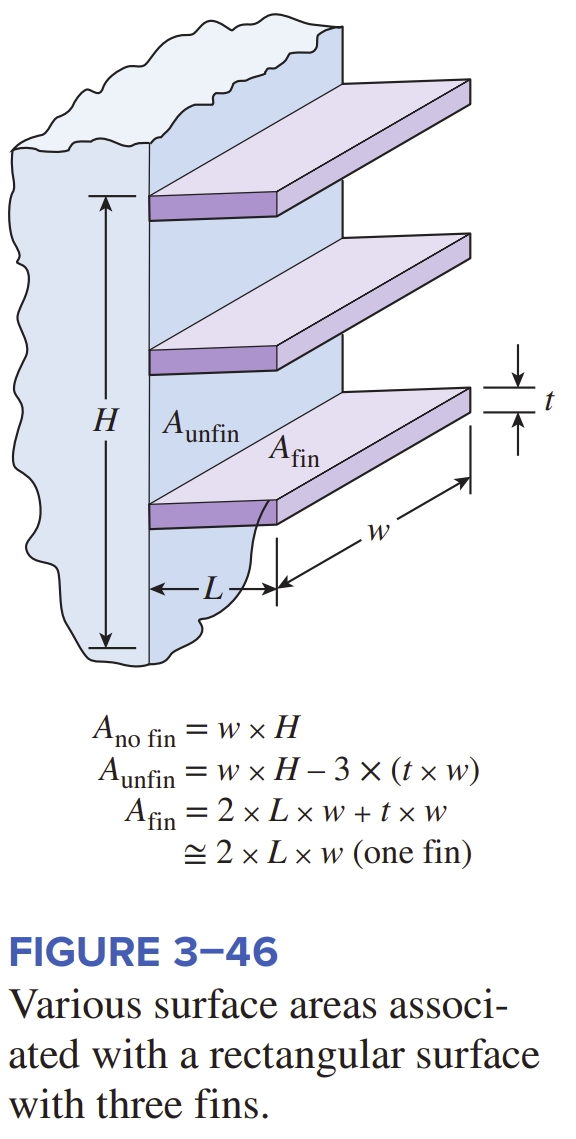 H
A_unfin
A_fin
t
w
L
A_no fin = w × H
A_unfin = w × H – 3 × (t × w)
A_fin = 2 × L × w + t × w
≅ 2 × L × w (one fin)
FIGURE 3–46
Various surface areas associ-
ated with a rectangular surface
with three fins.